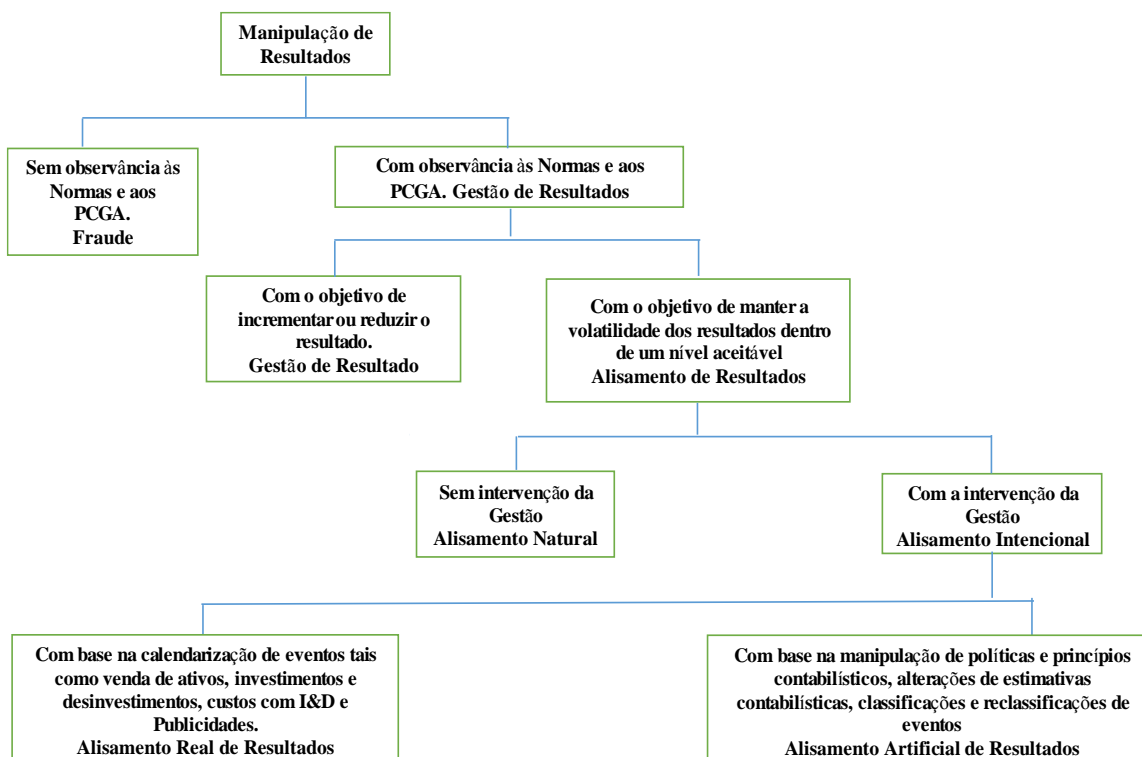 Manipulação de
Resultados
Sem observância às
Normas e aos
PCGA.
Fraude
Com observância às Normas e aos
PCGA. Gestão de Resultados
Com o objetivo de
incrementar ou reduzir o
resultado.
Gestão de Resultado
Com o objetivo de manter a
volatilidade dos resultados dentro
de um nível aceitável
Alisamento de Resultados
Sem intervenção da
Gestão
Alisamento Natural
Com a intervenção da
Gestão
Alisamento Intencional
Com base na calendarização de eventos tais
como venda de ativos, investimentos e
desinvestimentos, custos com I&D e
Publicidades.
Alisamento Real de Resultados
Com base na manipulação de políticas e princípios
contabilísticos, alterações de estimativas
contabilísticas, classificações e reclassificações de
eventos
Alisamento Artificial de Resultados